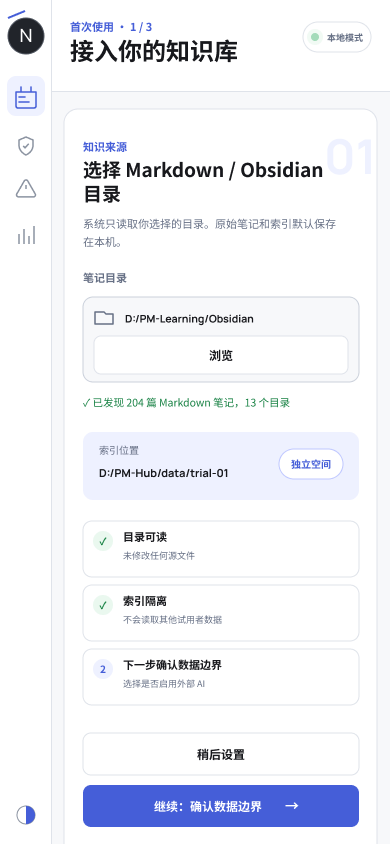 N
首次使用 • 1 / 3
接入你的知识库
本地模式
知识来源
01
选择 Markdown / Obsidian
目录
系统只读取你选择的目录。原始笔记和索引默认保存
在本机。
笔记目录
D:/PM-Learning/Obsidian
浏览
✓ 已发现 204 篇 Markdown 笔记，13 个目录
索引位置
D:/PM-Hub/data/trial-01
独立空间
✓ 目录可读
未修改任何源文件
✓ 索引隔离
不会读取其他试用者数据
2 下一步确认数据边界
选择是否启用外部 AI
稍后设置
继续：确认数据边界 →